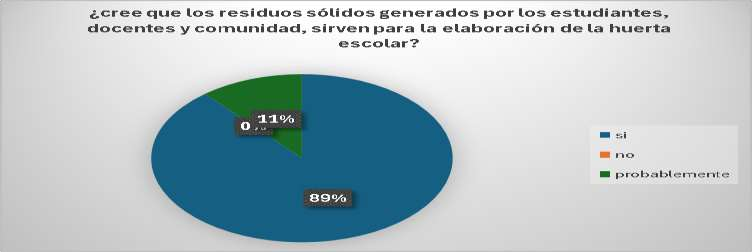 ¿cree que los residuos sólidos generados por los estudiantes,
docentes y comunidad, sirven para la elaboración de la huerta
escolar?
11%
0%
89%
si
no
probablemente